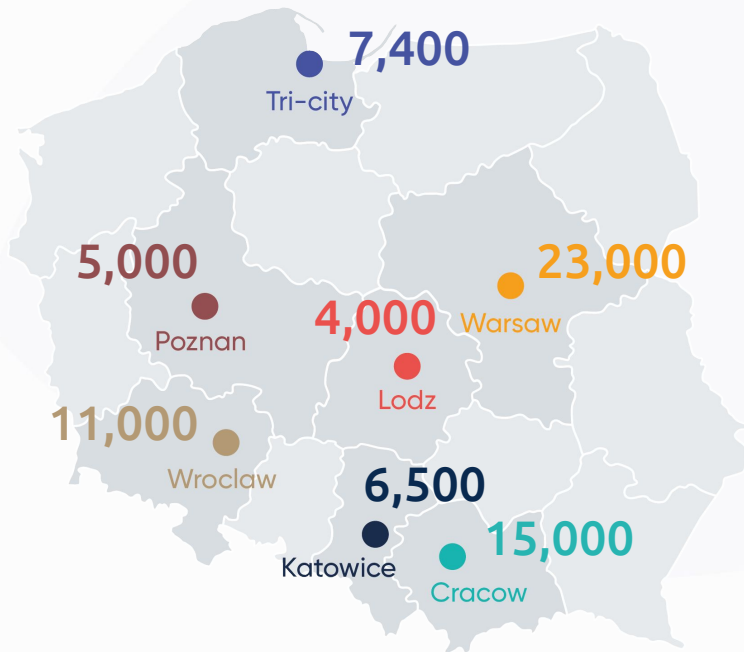 7,400
Tri-city
5,000
Poznan
23,000
Warsaw
4,000
Lodz
11,000
Wroclaw
6,500
Katowice
15,000
Cracow